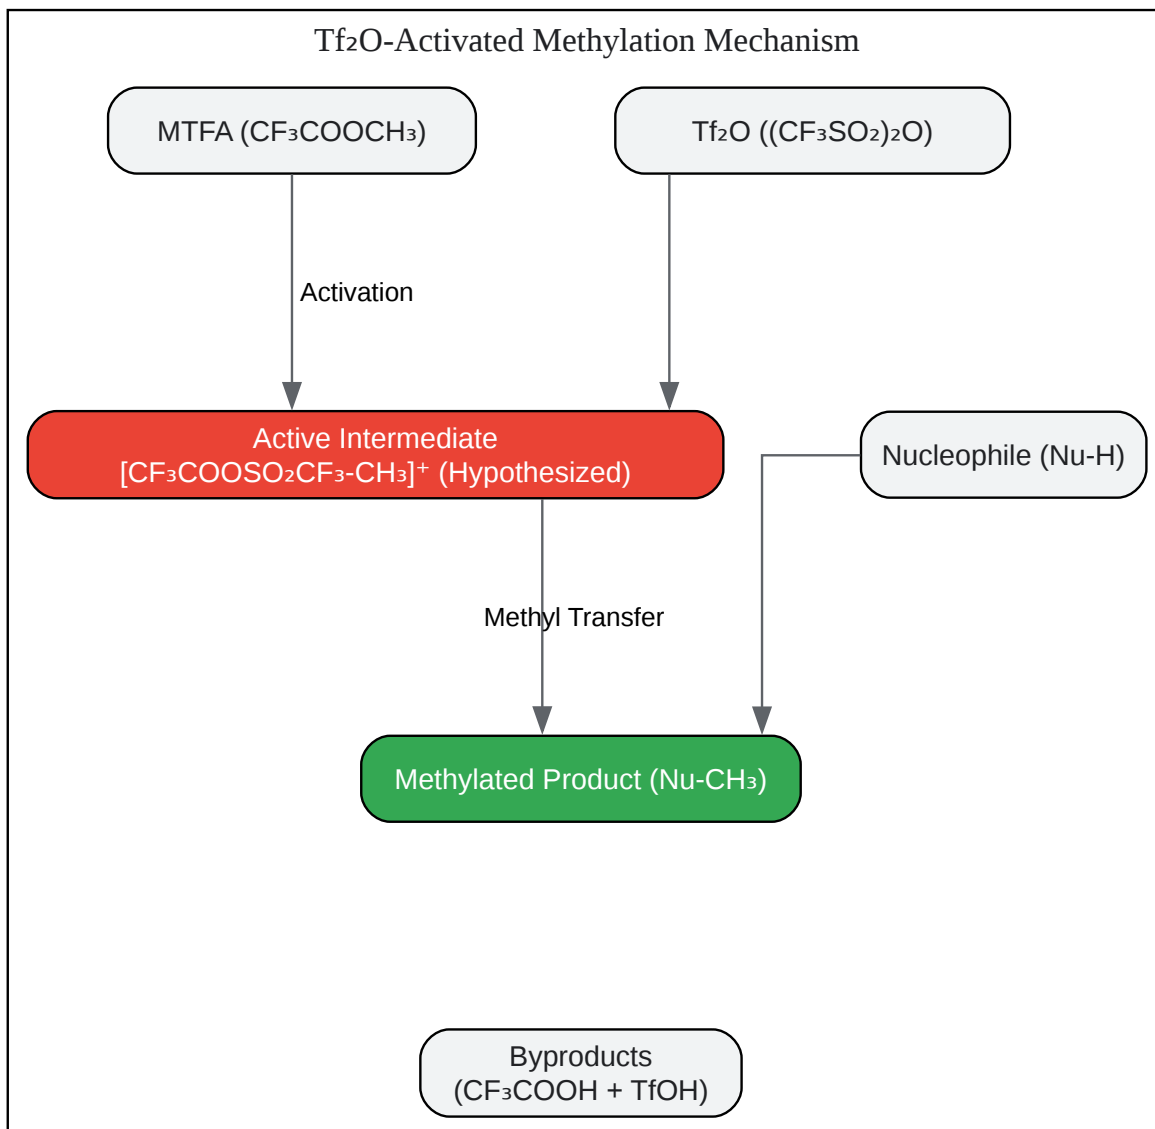 Tf₂O-Activated Methylation Mechanism
MTFA (CF₃COOCH₃)
Tf₂O ((CF₃SO₂)₂O)
Activation
Active Intermediate
[CF₃COOSO₂CF₃-CH₃]⁺ (Hypothesized)
Nucleophile (Nu-H)
Methyl Transfer
Methylated Product (Nu-CH₃)
Byproducts
(CF₃COOH + TfOH)